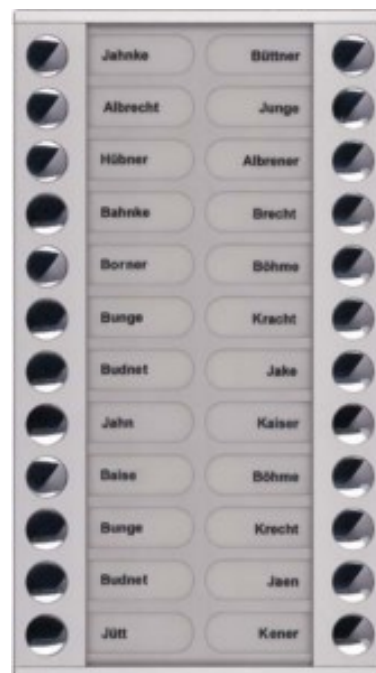 Jahnke Büttner
Albrecht Junge
Hübner Albrener
Bahnke Brecht
Borner Böhme
Bunge Kracht
Budnet Jake
Jahn Kaiser
Baise Böhme
Bunge Krecht
Budnet Jaen
Jütt Kener